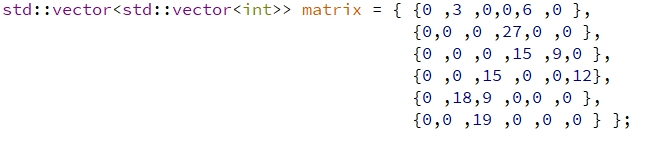 std::vector<std::vector<int>> matrix = { {0 ,3 ,0,0,6 ,0 },
{0,0 ,0 ,27,0 ,0 },
{0 ,0 ,0 ,15 ,9,0 },
{0 ,0 ,15 ,0 ,0,12},
{0 ,18,9 ,0,0 ,0 },
{0,0 ,19 ,0 ,0 ,0 } };